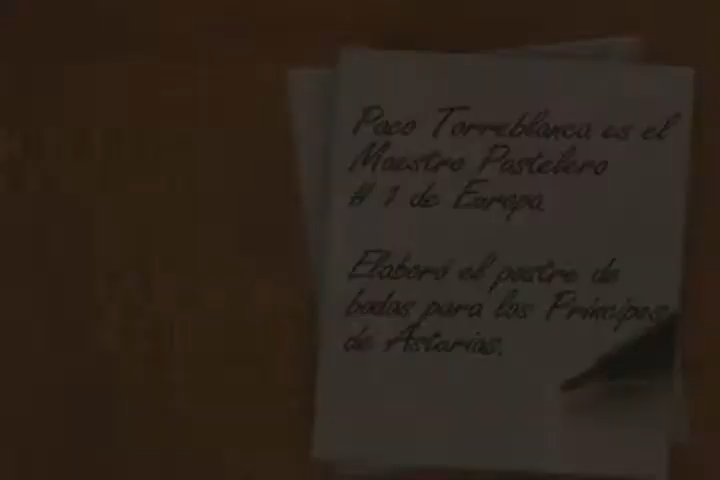 Paco Torreblanca es el
Maestro Pastelero
# 1 de Europa
Elaboró el postre de
bodas para los Príncipes
de Asturias.